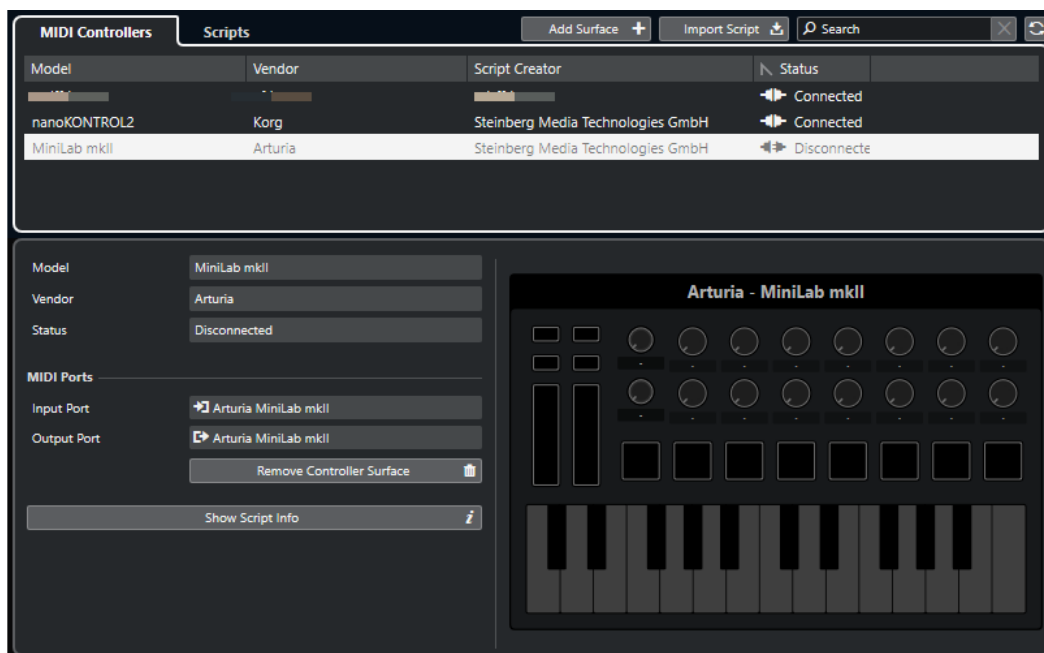 MIDI Controllers Scripts Add Surface Import Script Search
Model Vendor Script Creator Status
Connected
nanoKONTROL2 Korg Steinberg Media Technologies GmbH Connected
MiniLab mkII Arturia Steinberg Media Technologies GmbH Disconnecte
Model MiniLab mkII
Vendor Arturia
Status Disconnected
MIDI Ports
Input Port Arturia MiniLab mkII
Output Port Arturia MiniLab mkII
Remove Controller Surface
Show Script Info i
Arturia - MiniLab mkII